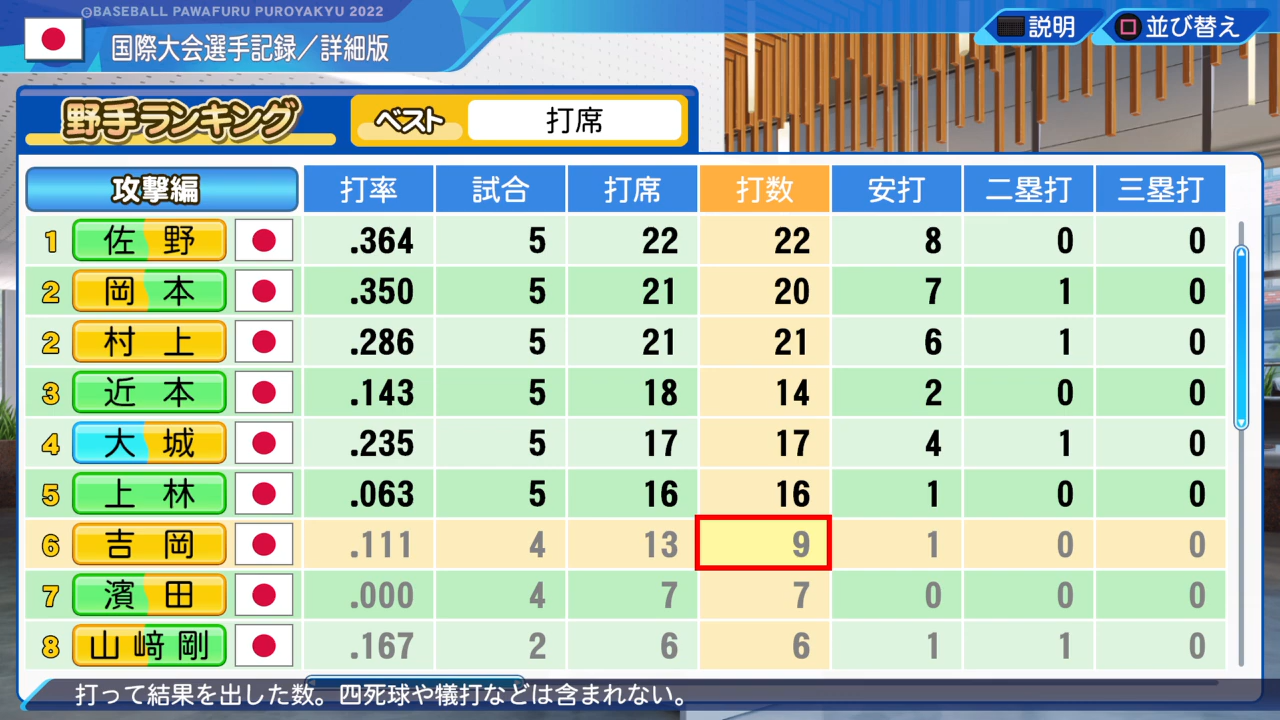 ©BASEBALL PAWAFURU PUROYAKYU 2022
国際大会選手記録／詳細版
説明
並び替え
野手ランキング
ベスト 打席
攻撃編 打率 試合 打席 打数 安打 二塁打 三塁打
1 佐野 .364 5 22 22 8 0 0
2 岡本 .350 5 21 20 7 1 0
2 村上 .286 5 21 21 6 1 0
3 近本 .143 5 18 14 2 0 0
4 大城 .235 5 17 17 4 1 0
5 上林 .063 5 16 16 1 0 0
6 吉岡 .111 4 13 9 1 0 0
7 濱田 .000 4 7 7 0 0 0
8 山﨑剛 .167 2 6 6 1 1 0
打って結果を出した数。四死球や犠打などは含まれない。